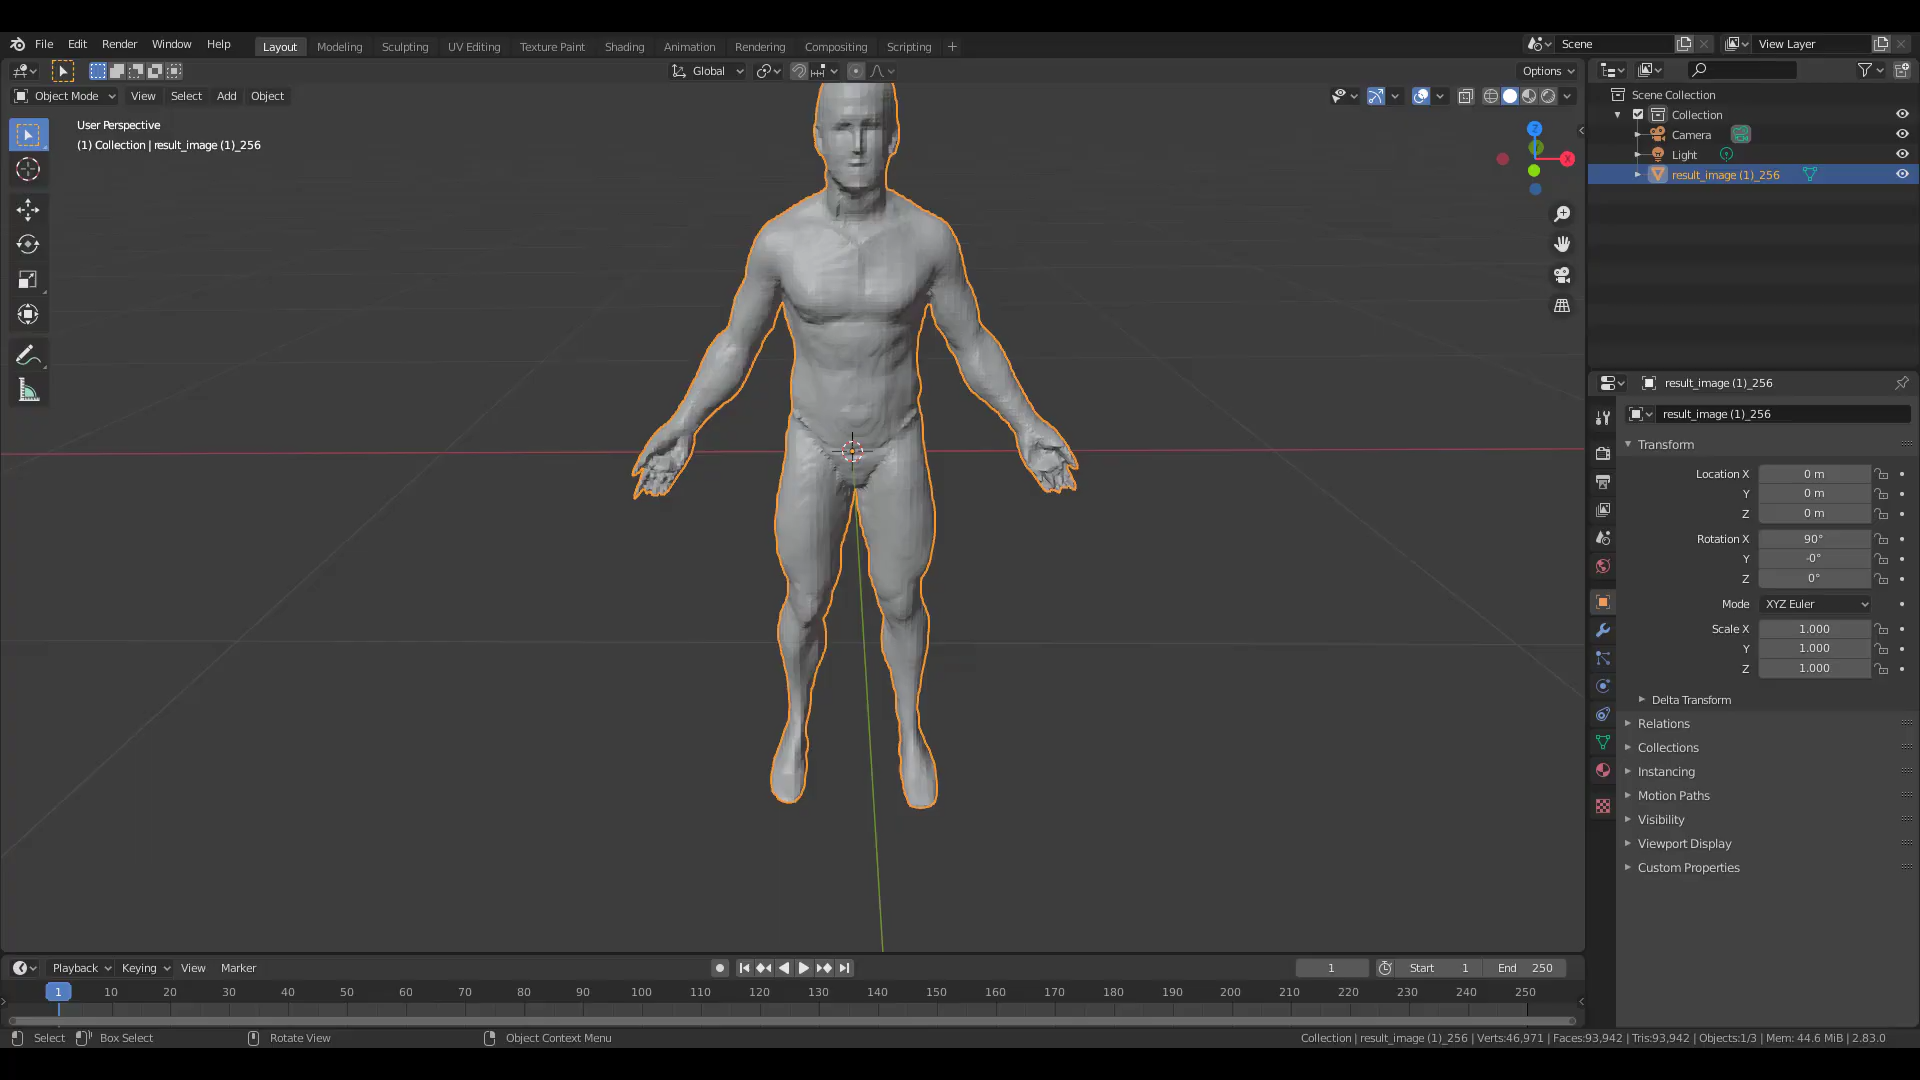 File Edit Render Window Help Layout Modeling Sculpting UV Editing Texture Paint Shading Animation Rendering Compositing Scripting + Scene View Layer
Global Options
Object Mode View Select Add Object
User Perspective
(1) Collection | result_image (1)_256
Z
X
Scene Collection
Collection
Camera
Light
result_image (1)_256
result_image (1)_256
result_image (1)_256
Transform
Location X 0 m
Y 0 m
Z 0 m
Rotation X 90°
Y -0°
Z 0°
Mode XYZ Euler
Scale X 1.000
Y 1.000
Z 1.000
Delta Transform
Relations
Collections
Instancing
Motion Paths
Visibility
Viewport Display
Custom Properties
Playback Keying View Marker 1 Start 1 End 250
1 10 20 30 40 50 60 70 80 90 100 110 120 130 140 150 160 170 180 190 200 210 220 230 240 250
Select Box Select Rotate View Object Context Menu Collection | result_image (1)_256 | Verts:46,971 | Faces:93,942 | Tris:93,942 | Objects:1/3 | Mem: 44.6 MiB | 2.83.0